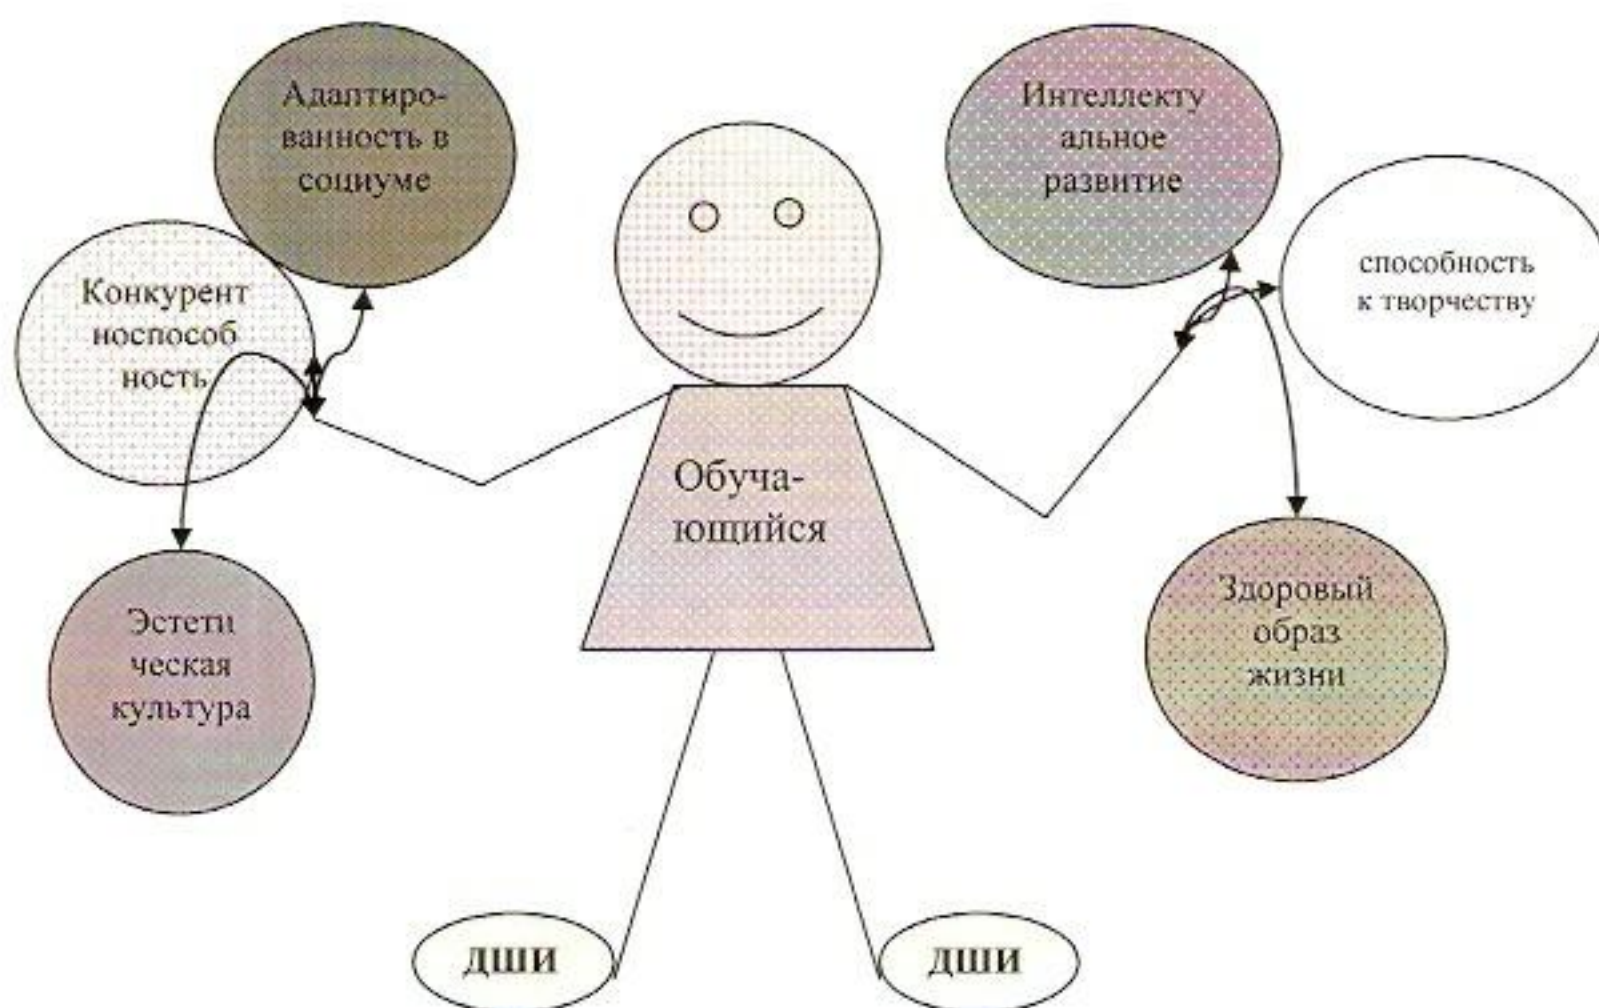 Адаптиро-
ванность в
социуме
Интеллекту
альное
развитие
способность
к творчеству
Конкурент
носпособ
ность
Обуча-
ющийся
Эстети
ческая
культура
Здоровый
образ
жизни
ДШИ
ДШИ